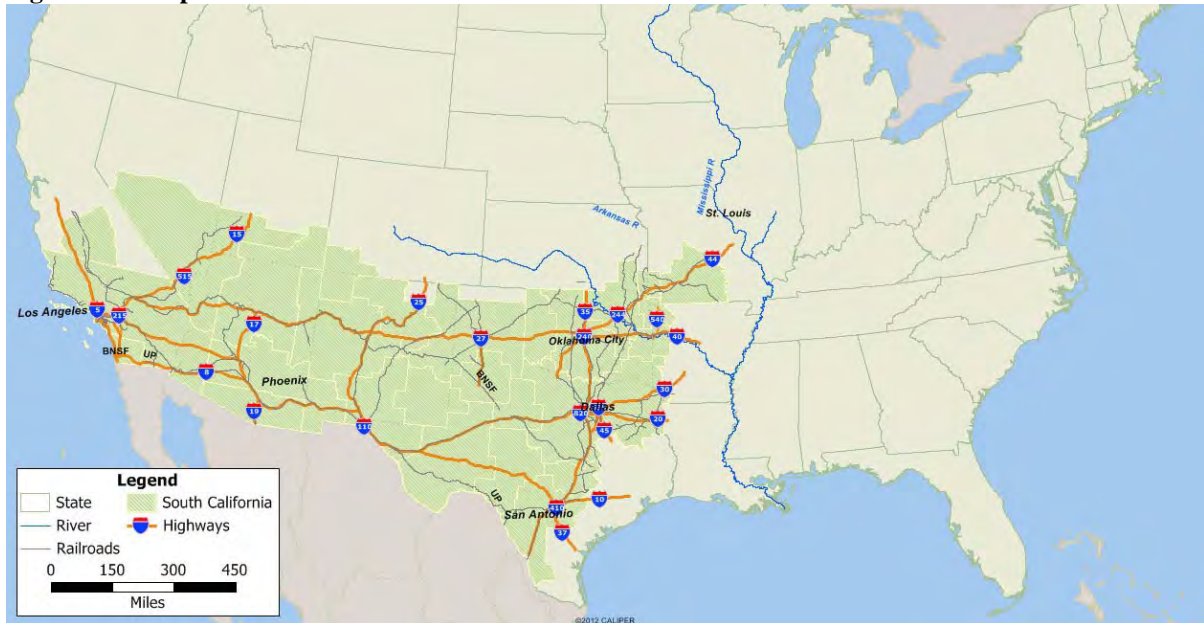 Mississippi R
Arkansas R
St. Louis
15
44
515
25
35
244
540
5
215
Los Angeles
17
27
Oklahoma City
40
BNSF
UP
8
Phoenix
BNSF
30
19
110
820
Dallas
20
45
UP
San Antonio
410
10
37
Legend
State
South California
River
Highways
Railroads
0 150 300 450
Miles
©2012 CALIPER